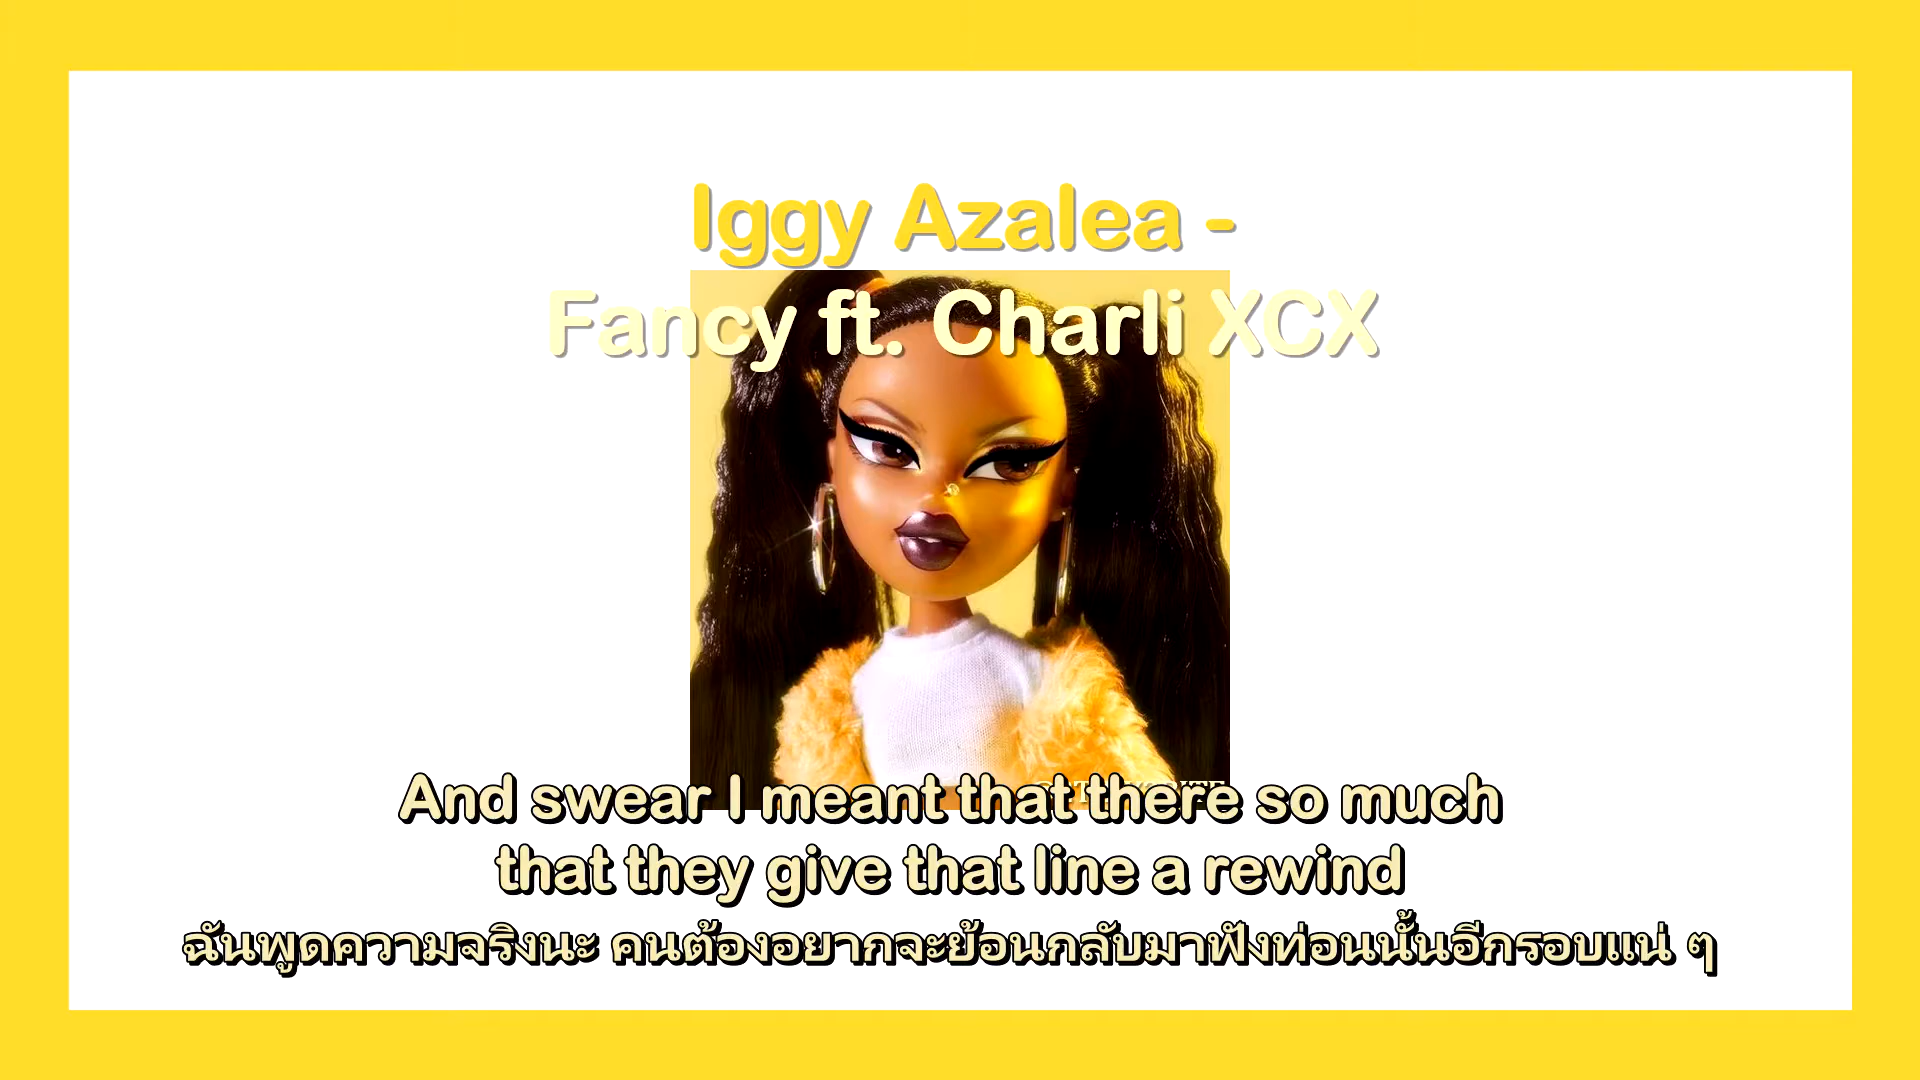 Iggy Azalea -
Fancy ft. Charli XCX
And swear I meant that there so much
that they give that line a rewind
ฉันพูดความจริงนะ คนต้องอยากจะย้อนกลับมาฟังท่อนนั้นอีกรอบแน่ ๆ